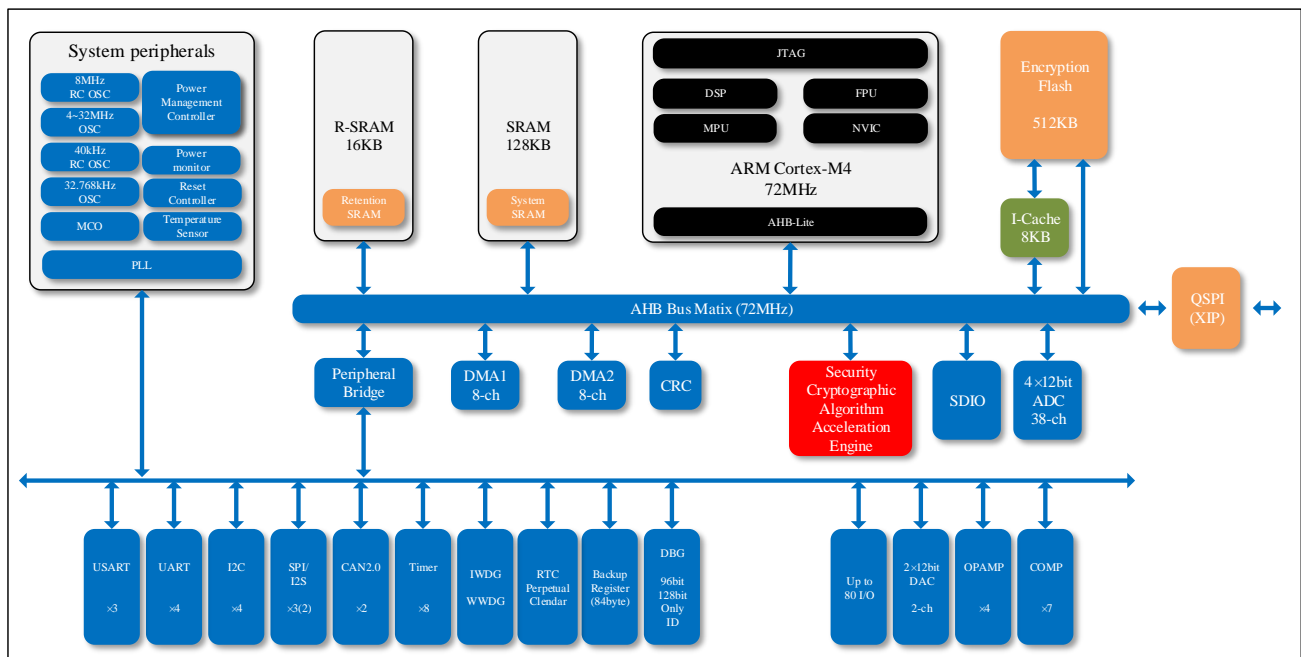 System peripherals
8MHz
RC OSC
4~32MHz
OSC
40kHz
RC OSC
32.768kHz
OSC
MCO
Power
Management
Controller
Power
monitor
Reset
Controller
Temperature
Sensor
PLL
R-SRAM
16KB
Retention
SRAM
SRAM
128KB
System
SRAM
JTAG
DSP
FPU
MPU
NVIC
ARM Cortex-M4
72MHz
AHB-Lite
Encryption
Flash
512KB
I-Cache
8KB
AHB Bus Matix (72MHz)
QSPI
(XIP)
Peripheral
Bridge
DMA1
8-ch
DMA2
8-ch
CRC
Security
Cryptographic
Algorithm
Acceleration
Engine
SDIO
4×12bit
ADC
38-ch
USART
×3
UART
×4
I2C
×4
SPI/
I2S
×3(2)
CAN2.0
×2
Timer
×8
IWDG
WWDG
RTC
Perpetual
Clendar
Backup
Register
(84byte)
DBG
96bit
128bit
Only
ID
Up to
80 I/O
2×12bit
DAC
2-ch
OPAMP
×4
COMP
×7